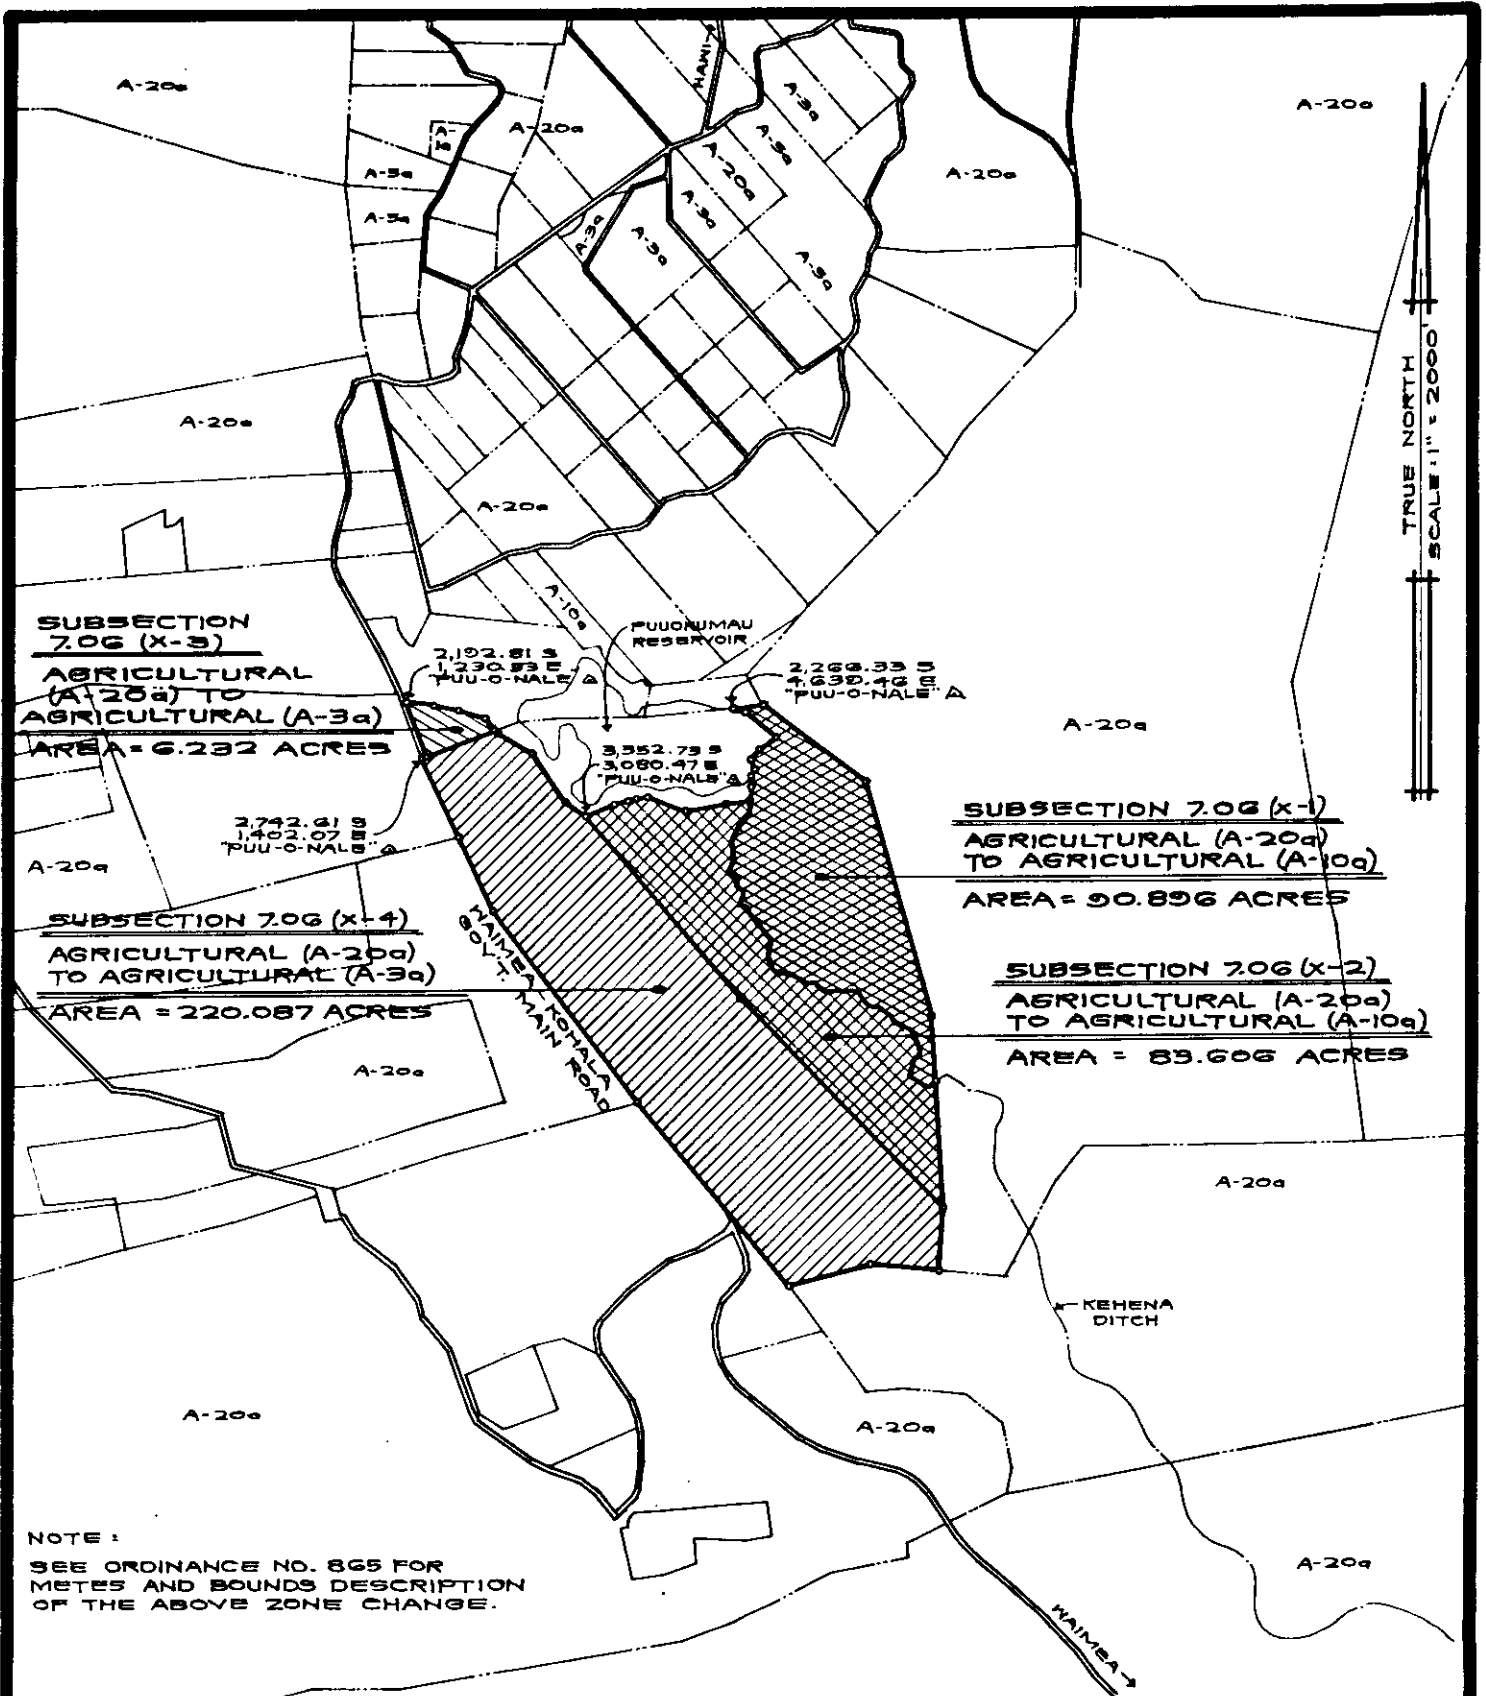 HAWI→
A-20a
A-20a
A-3a
A-20a
A-1a
A-20a
A-5a
A-20a
A-5a
A-3a
A-5a
A-3a
A-3a
A-5a
TRUE NORTH
SCALE: 1" = 2000'
A-20a
A-20a
A-10a
PUUOKUMAU
RESERVOIR
SUBSECTION
7.06 (X-3)
AGRICULTURAL
(A-20a) TO
AGRICULTURAL (A-3a)
AREA = 6.232 ACRES
2,192.81 S
1,230.93 E
"PUU-O-NALE" △
2,266.33 S
4,630.46 E
"PUU-O-NALE" △
A-20a
3,352.73 S
3,080.47 E
"PUU-O-NALE" △
2,742.61 S
1,402.07 E
"PUU-O-NALE" △
SUBSECTION 7.06 (X-1)
AGRICULTURAL (A-20a)
TO AGRICULTURAL (A-10a)
AREA = 90.896 ACRES
A-20a
SUBSECTION 7.06 (X-4)
AGRICULTURAL (A-20a)
TO AGRICULTURAL (A-3a)
AREA = 220.087 ACRES
WAIMEA-KOHALA
GOV'T. MAIN ROAD
SUBSECTION 7.06 (X-2)
AGRICULTURAL (A-20a)
TO AGRICULTURAL (A-10a)
AREA = 83.606 ACRES
A-20a
A-20a
KEHENA
DITCH
A-20a
A-20a
NOTE:
SEE ORDINANCE NO. 865 FOR
METES AND BOUNDS DESCRIPTION
OF THE ABOVE ZONE CHANGE.
A-20a
WAIMEA→